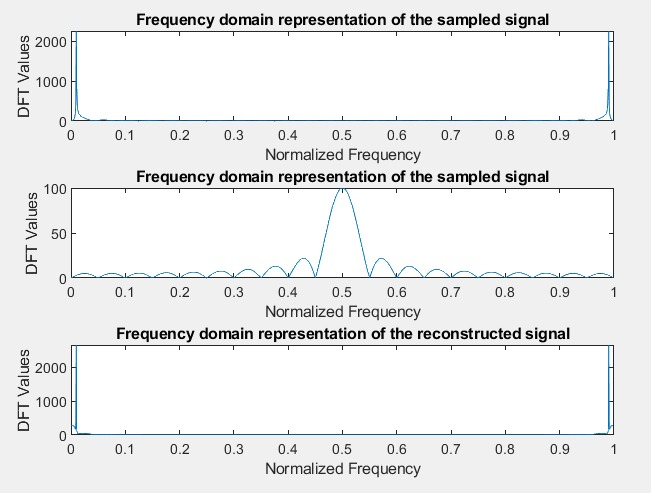 Frequency domain representation of the sampled signal
DFT Values
2000
1000
0
0 0.1 0.2 0.3 0.4 0.5 0.6 0.7 0.8 0.9 1
Normalized Frequency
Frequency domain representation of the sampled signal
DFT Values
100
50
0
0 0.1 0.2 0.3 0.4 0.5 0.6 0.7 0.8 0.9 1
Normalized Frequency
Frequency domain representation of the reconstructed signal
DFT Values
2000
1000
0
0 0.1 0.2 0.3 0.4 0.5 0.6 0.7 0.8 0.9 1
Normalized Frequency